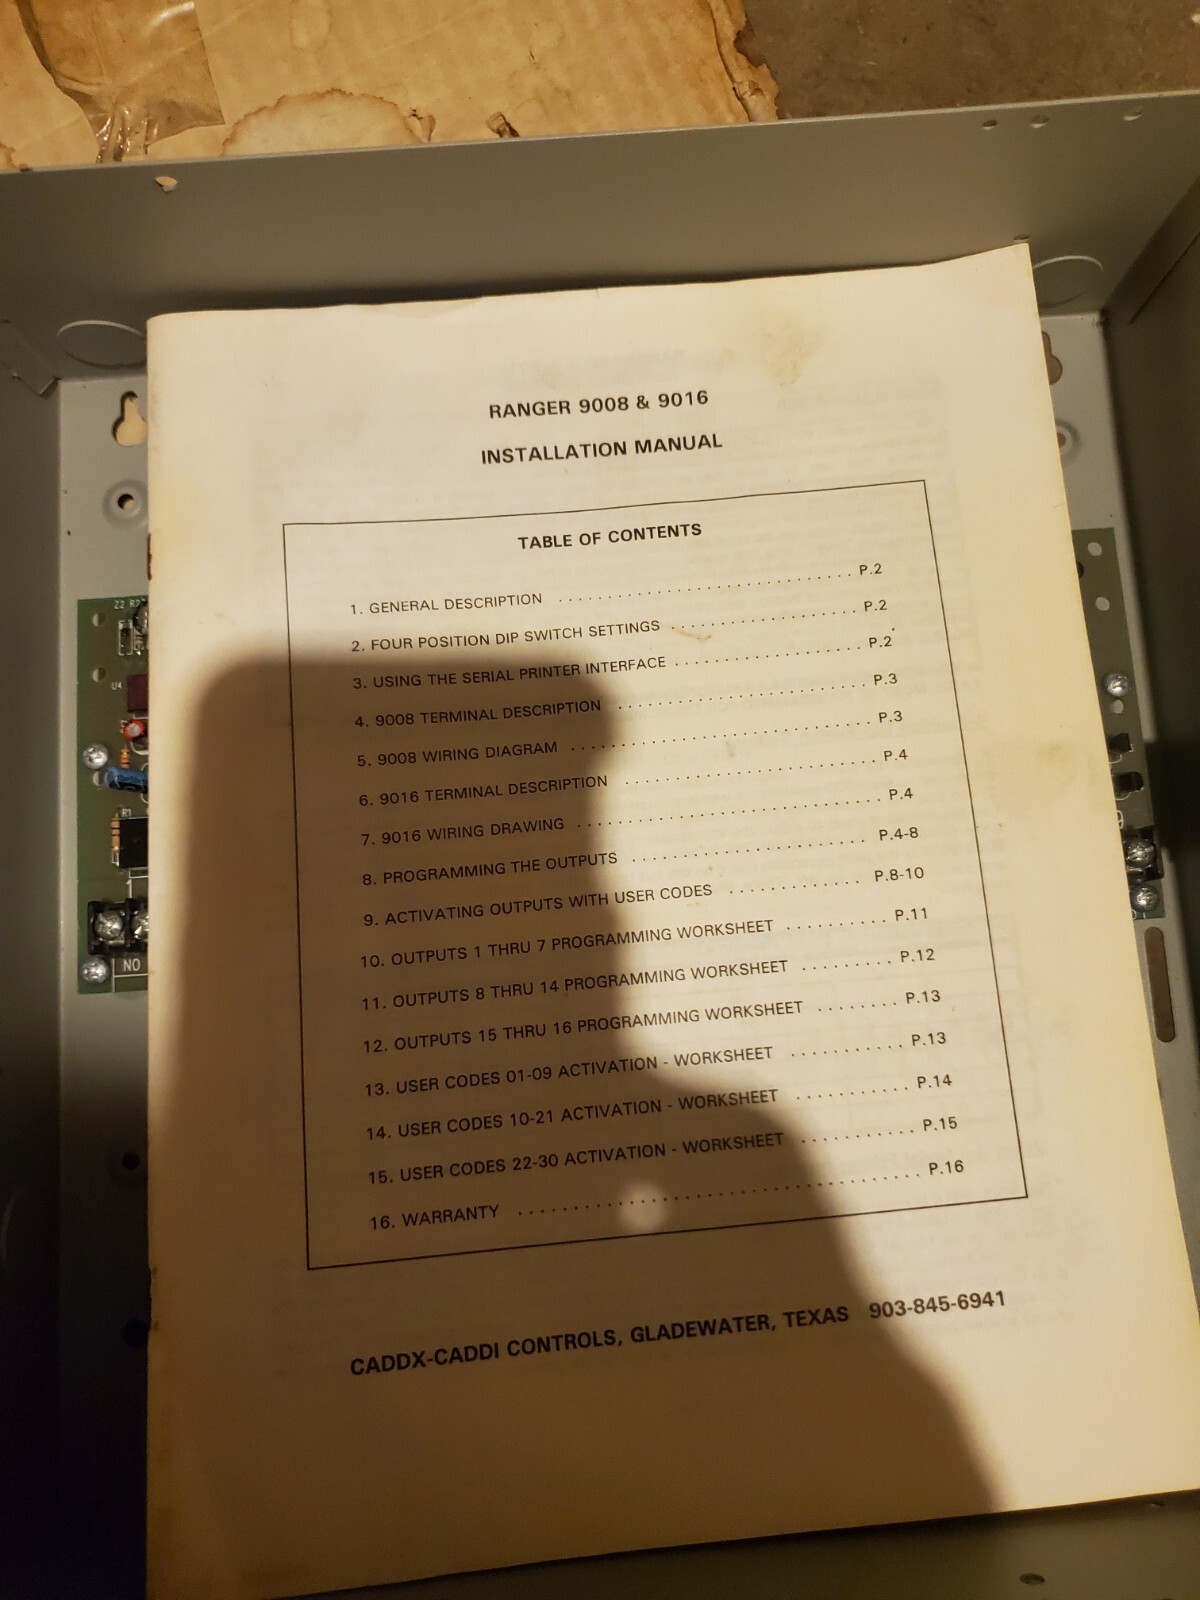 RANGER 9008 & 9016
INSTALLATION MANUAL
TABLE OF CONTENTS
1. GENERAL DESCRIPTION . . . . . . . . . . . . . . . . . . . . . . . . . . . . . . . P.2
2. FOUR POSITION DIP SWITCH SETTINGS . . . . . . . . . . . . . . . . . . . . P.2
3. USING THE SERIAL PRINTER INTERFACE . . . . . . . . . . . . . . . . . . . . P.2
4. 9008 TERMINAL DESCRIPTION . . . . . . . . . . . . . . . . . . . . . . . . . . . P.3
5. 9008 WIRING DIAGRAM . . . . . . . . . . . . . . . . . . . . . . . . . . . . . . . . P.3
6. 9016 TERMINAL DESCRIPTION . . . . . . . . . . . . . . . . . . . . . . . . . . . P.4
7. 9016 WIRING DRAWING . . . . . . . . . . . . . . . . . . . . . . . . . . . . . . . . P.4
8. PROGRAMMING THE OUTPUTS . . . . . . . . . . . . . . . . . . . . . . . . . P.4-8
9. ACTIVATING OUTPUTS WITH USER CODES . . . . . . . . . . . . . . P.8-10
10. OUTPUTS 1 THRU 7 PROGRAMMING WORKSHEET . . . . . . . . . P.11
11. OUTPUTS 8 THRU 14 PROGRAMMING WORKSHEET . . . . . . . . . P.12
12. OUTPUTS 15 THRU 16 PROGRAMMING WORKSHEET . . . . . . . . P.13
13. USER CODES 01-09 ACTIVATION - WORKSHEET . . . . . . . . . . . P.13
14. USER CODES 10-21 ACTIVATION - WORKSHEET . . . . . . . . . . . P.14
15. USER CODES 22-30 ACTIVATION - WORKSHEET . . . . . . . . . . . P.15
16. WARRANTY . . . . . . . . . . . . . . . . . . . . . . . . . . . . . . . . . . . . . . . P.16
CADDX-CADDI CONTROLS, GLADEWATER, TEXAS 903-845-6941
Z2
U4
R1
1
NO